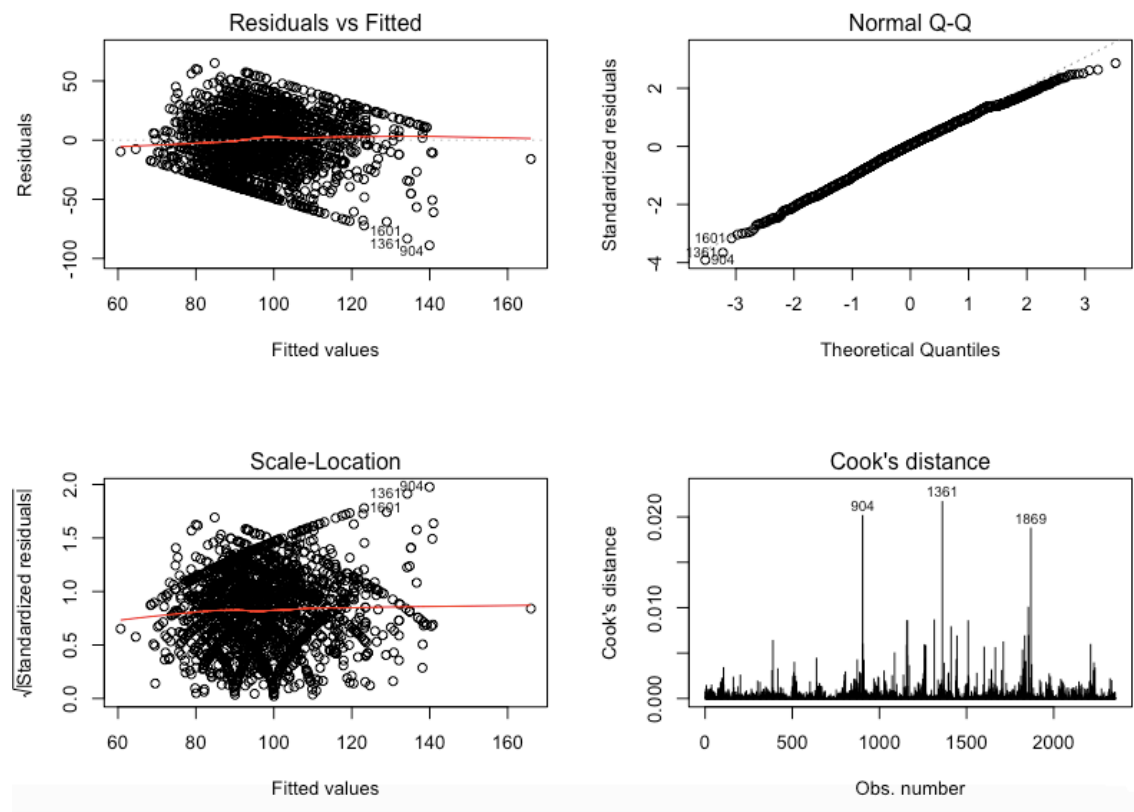 Residuals vs Fitted
Residuals
50
0
-50
-100
1601
1361
904
60 80 100 120 140 160
Fitted values
Normal Q-Q
Standardized residuals
2
0
-2
-4
1601
1361
904
-3 -2 -1 0 1 2 3
Theoretical Quantiles
Scale-Location
√|Standardized residuals|
2.0
1.5
1.0
0.5
0.0
904
1361
1601
60 80 100 120 140 160
Fitted values
Cook's distance
Cook's distance
0.020
0.010
0.000
904
1361
1869
0 500 1000 1500 2000
Obs. number